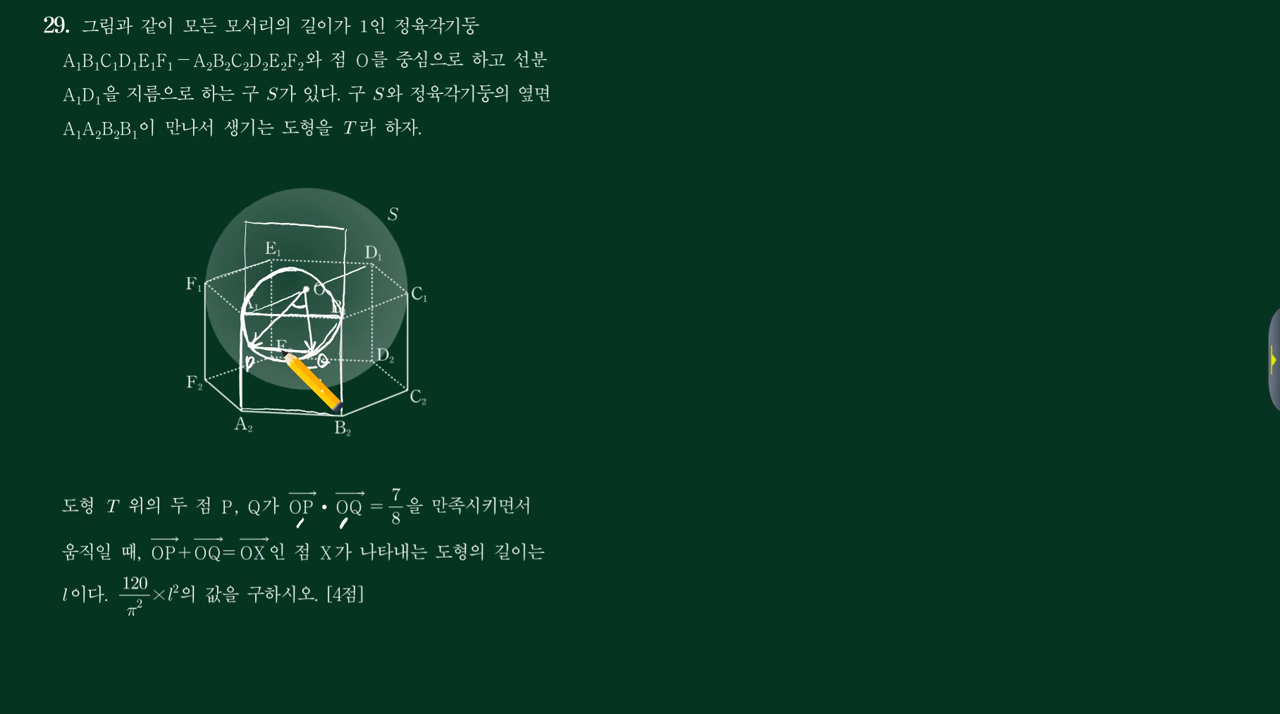 29. 그림과 같이 모든 모서리의 길이가 1인 정육각기둥
A₁B₁C₁D₁E₁F₁－A₂B₂C₂D₂E₂F₂와 점 O를 중심으로 하고 선분
A₁D₁을 지름으로 하는 구 S가 있다. 구 S와 정육각기둥의 옆면
A₁A₂B₂B₁이 만나서 생기는 도형을 T라 하자.
S
E₁
D₁
F₁
O
C₁
A₁
B
E
D₂
P
Q
F₂
C₂
A₂
B₂
도형 T 위의 두 점 P, Q가 \overrightarrow{OP} • \overrightarrow{OQ} = \frac{7}{8}을 만족시키면서
움직일 때, \overrightarrow{OP} + \overrightarrow{OQ} = \overrightarrow{OX}인 점 X가 나타내는 도형의 길이는
l이다. \frac{120}{π²}×l²의 값을 구하시오. [4점]